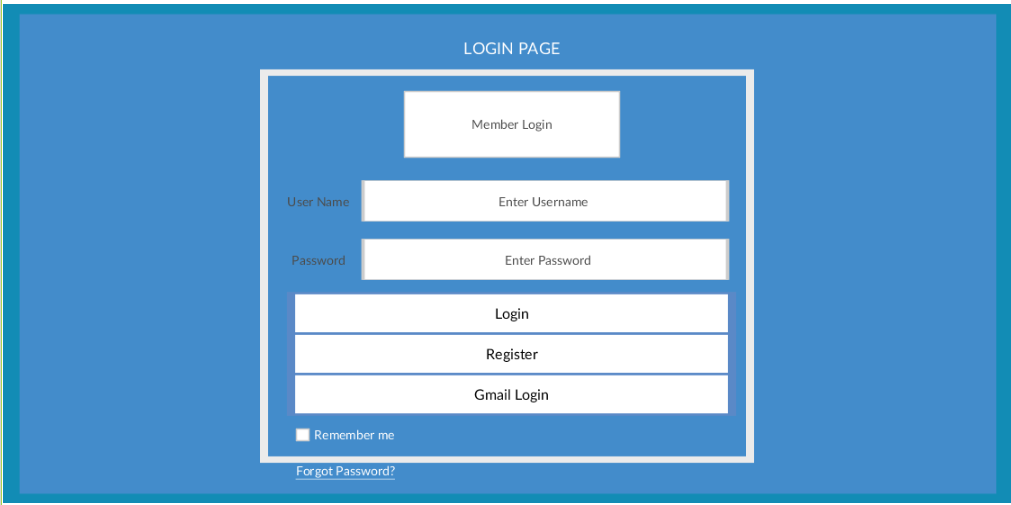 LOGIN PAGE
Member Login
User Name Enter Username
Password Enter Password
Login
Register
Gmail Login
Remember me
Forgot Password?